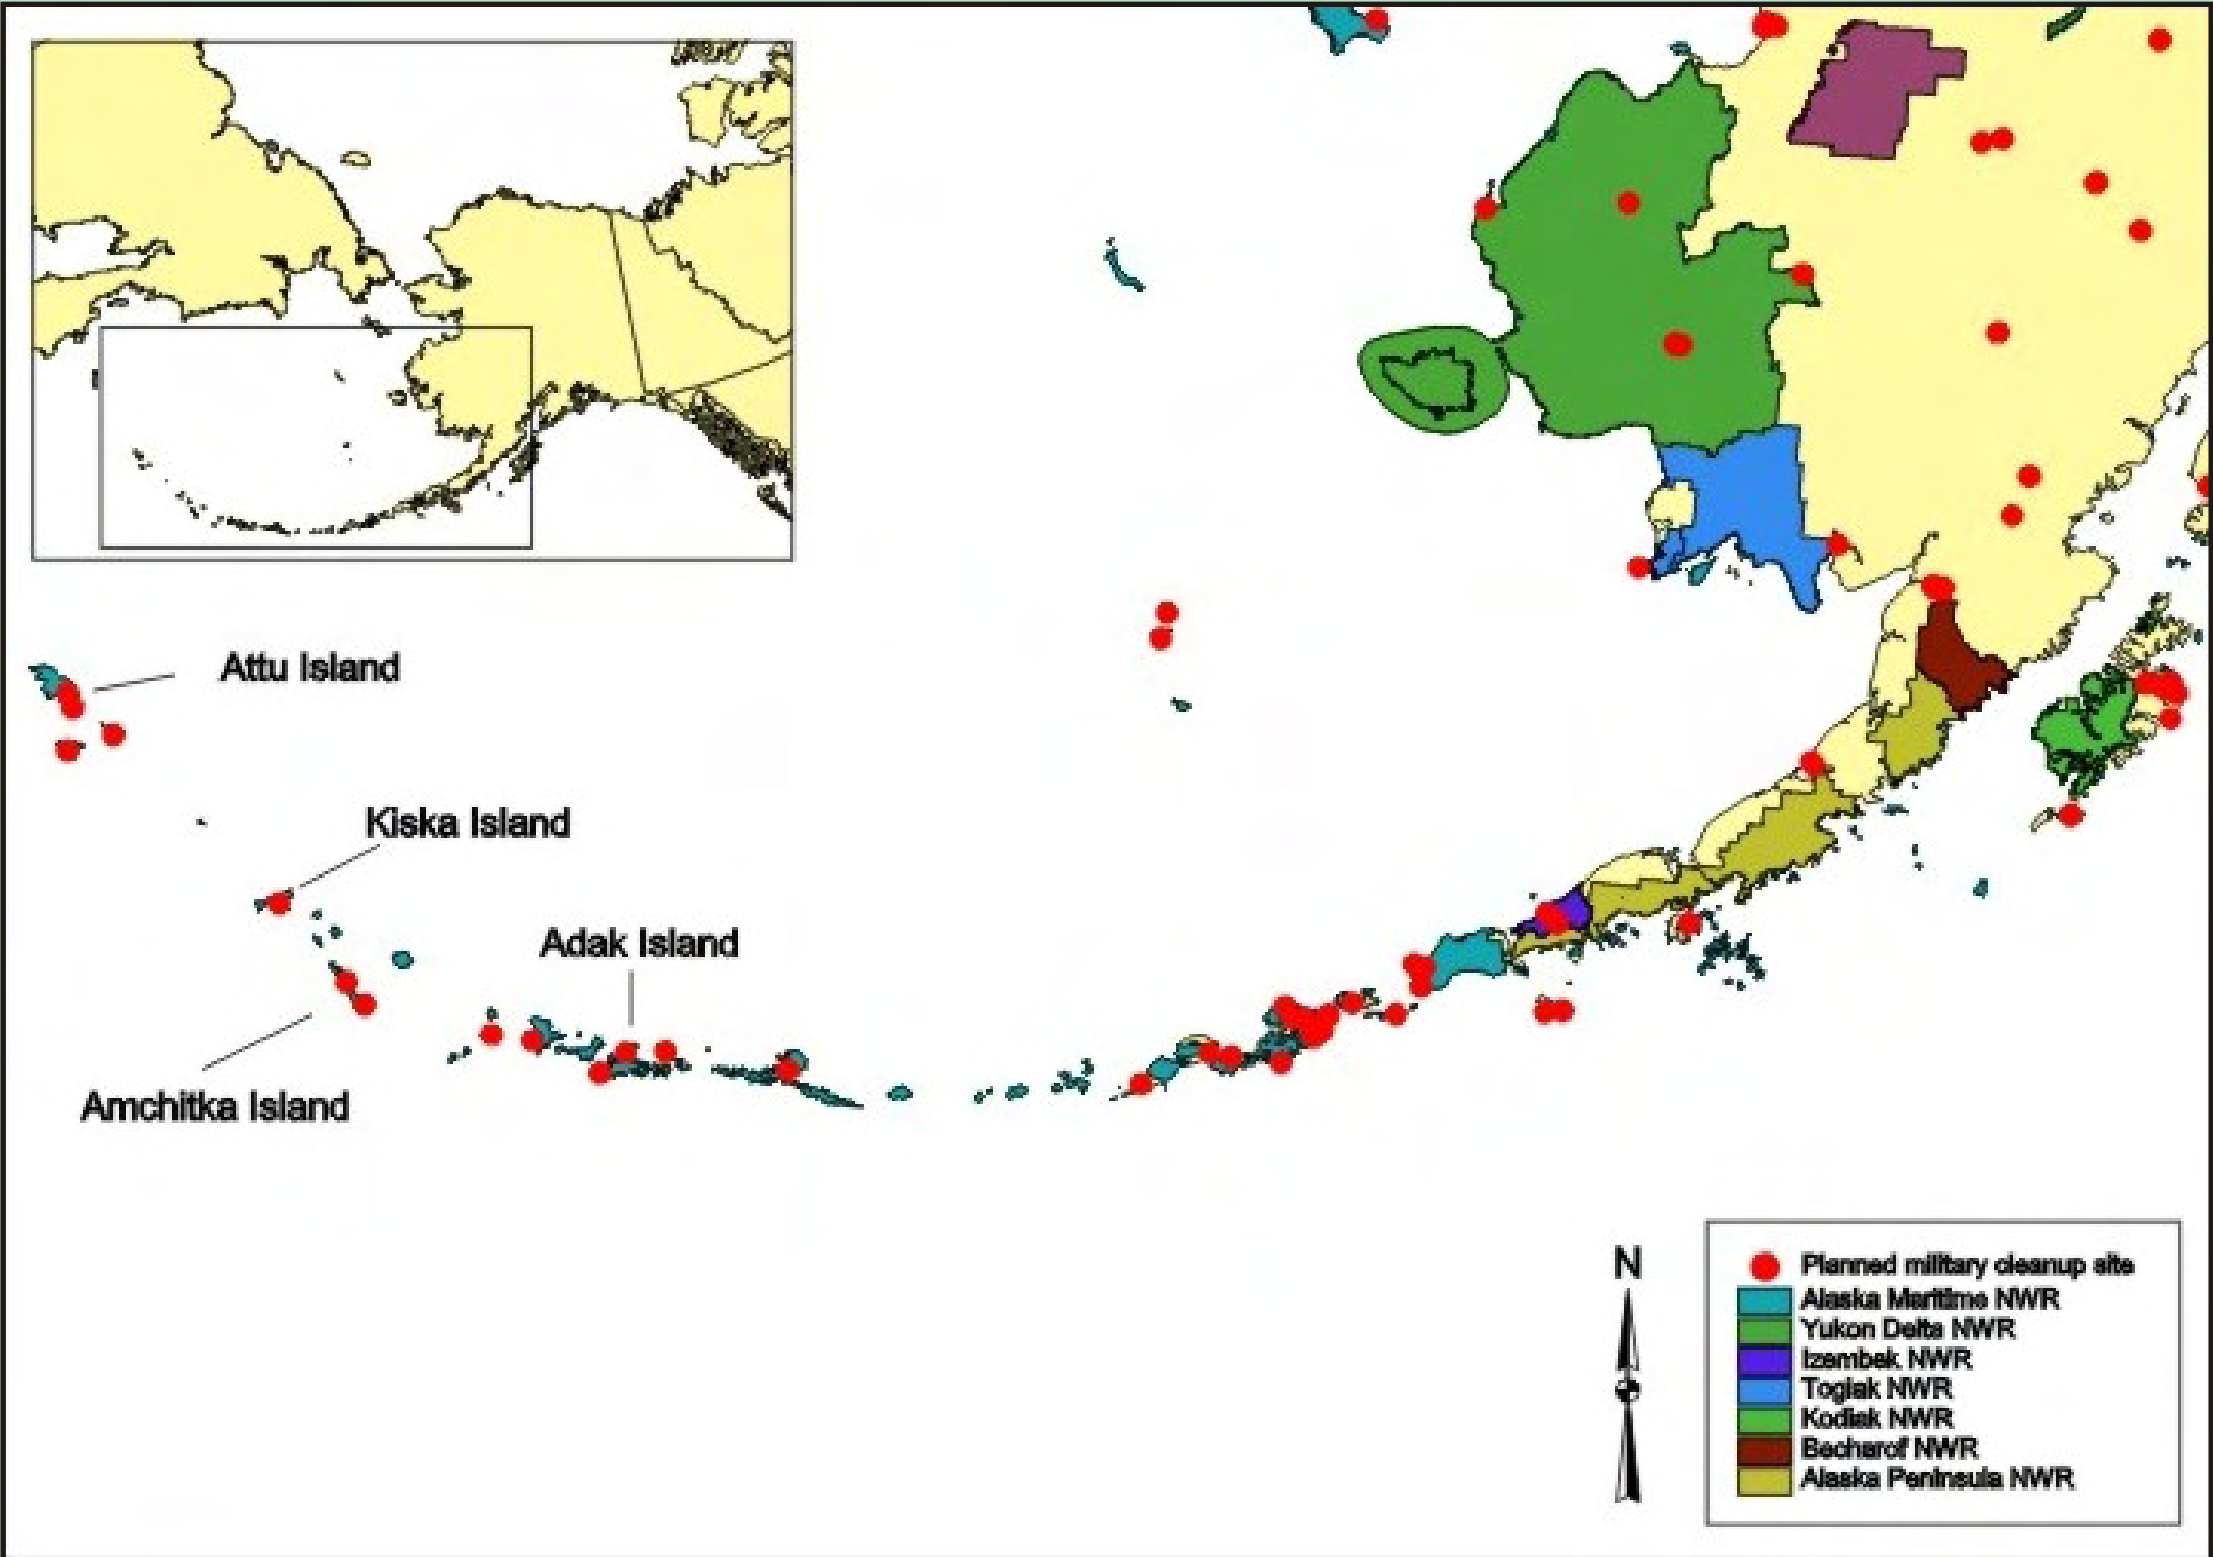 Attu Island
Kiska Island
Adak Island
Amchitka Island
N
Planned military cleanup site
Alaska Maritime NWR
Yukon Delta NWR
Izembek NWR
Togiak NWR
Kodiak NWR
Becharof NWR
Alaska Peninsula NWR